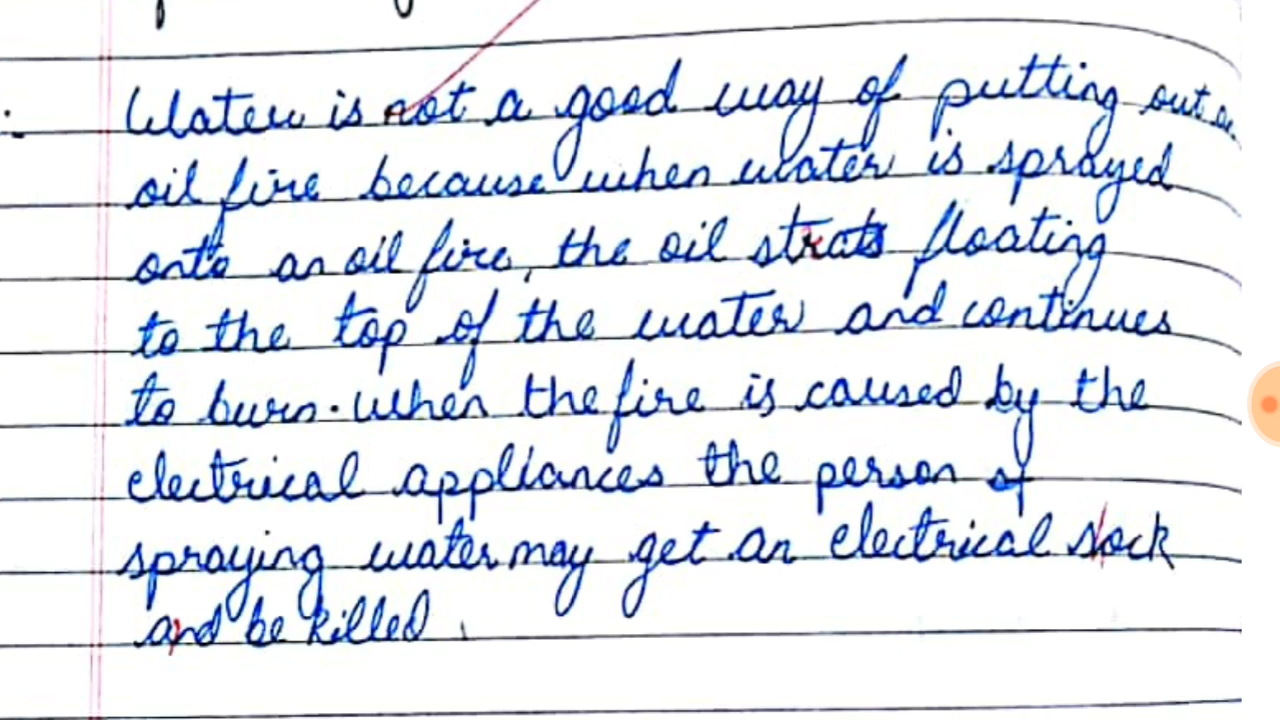 Water is not a good way of putting out a
oil fire because when water is sprayed
onto an oil fire, the oil strats floating
to the top of the water and continues
to burn. when the fire is caused by the
electrical appliances the person of
spraying water may get an electrical sock
and be killed.